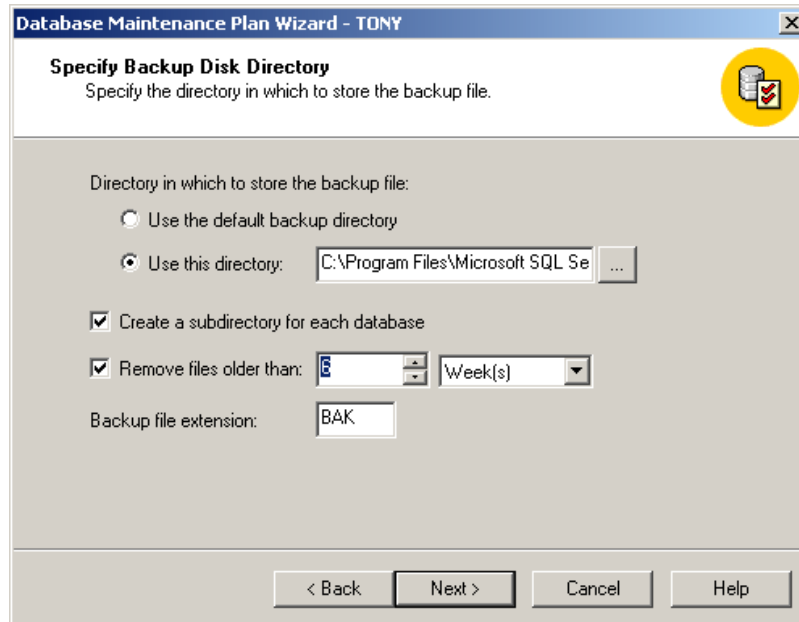 Database Maintenance Plan Wizard - TONY
Specify Backup Disk Directory
Specify the directory in which to store the backup file.
Directory in which to store the backup file:
Use the default backup directory
Use this directory: C:\Program Files\Microsoft SQL Se ...
Create a subdirectory for each database
Remove files older than: 6 Week(s)
Backup file extension: BAK
< Back Next > Cancel Help